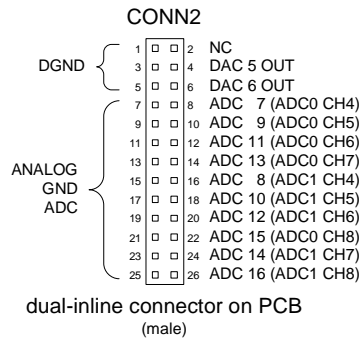 CONN2
1 2 NC
DGND 3 4 DAC 5 OUT
5 6 DAC 6 OUT
7 8 ADC 7 (ADC0 CH4)
9 10 ADC 9 (ADC0 CH5)
11 12 ADC 11 (ADC0 CH6)
13 14 ADC 13 (ADC0 CH7)
ANALOG 15 16 ADC 8 (ADC1 CH4)
GND 17 18 ADC 10 (ADC1 CH5)
ADC 19 20 ADC 12 (ADC1 CH6)
21 22 ADC 15 (ADC0 CH8)
23 24 ADC 14 (ADC1 CH7)
25 26 ADC 16 (ADC1 CH8)
dual-inline connector on PCB
(male)